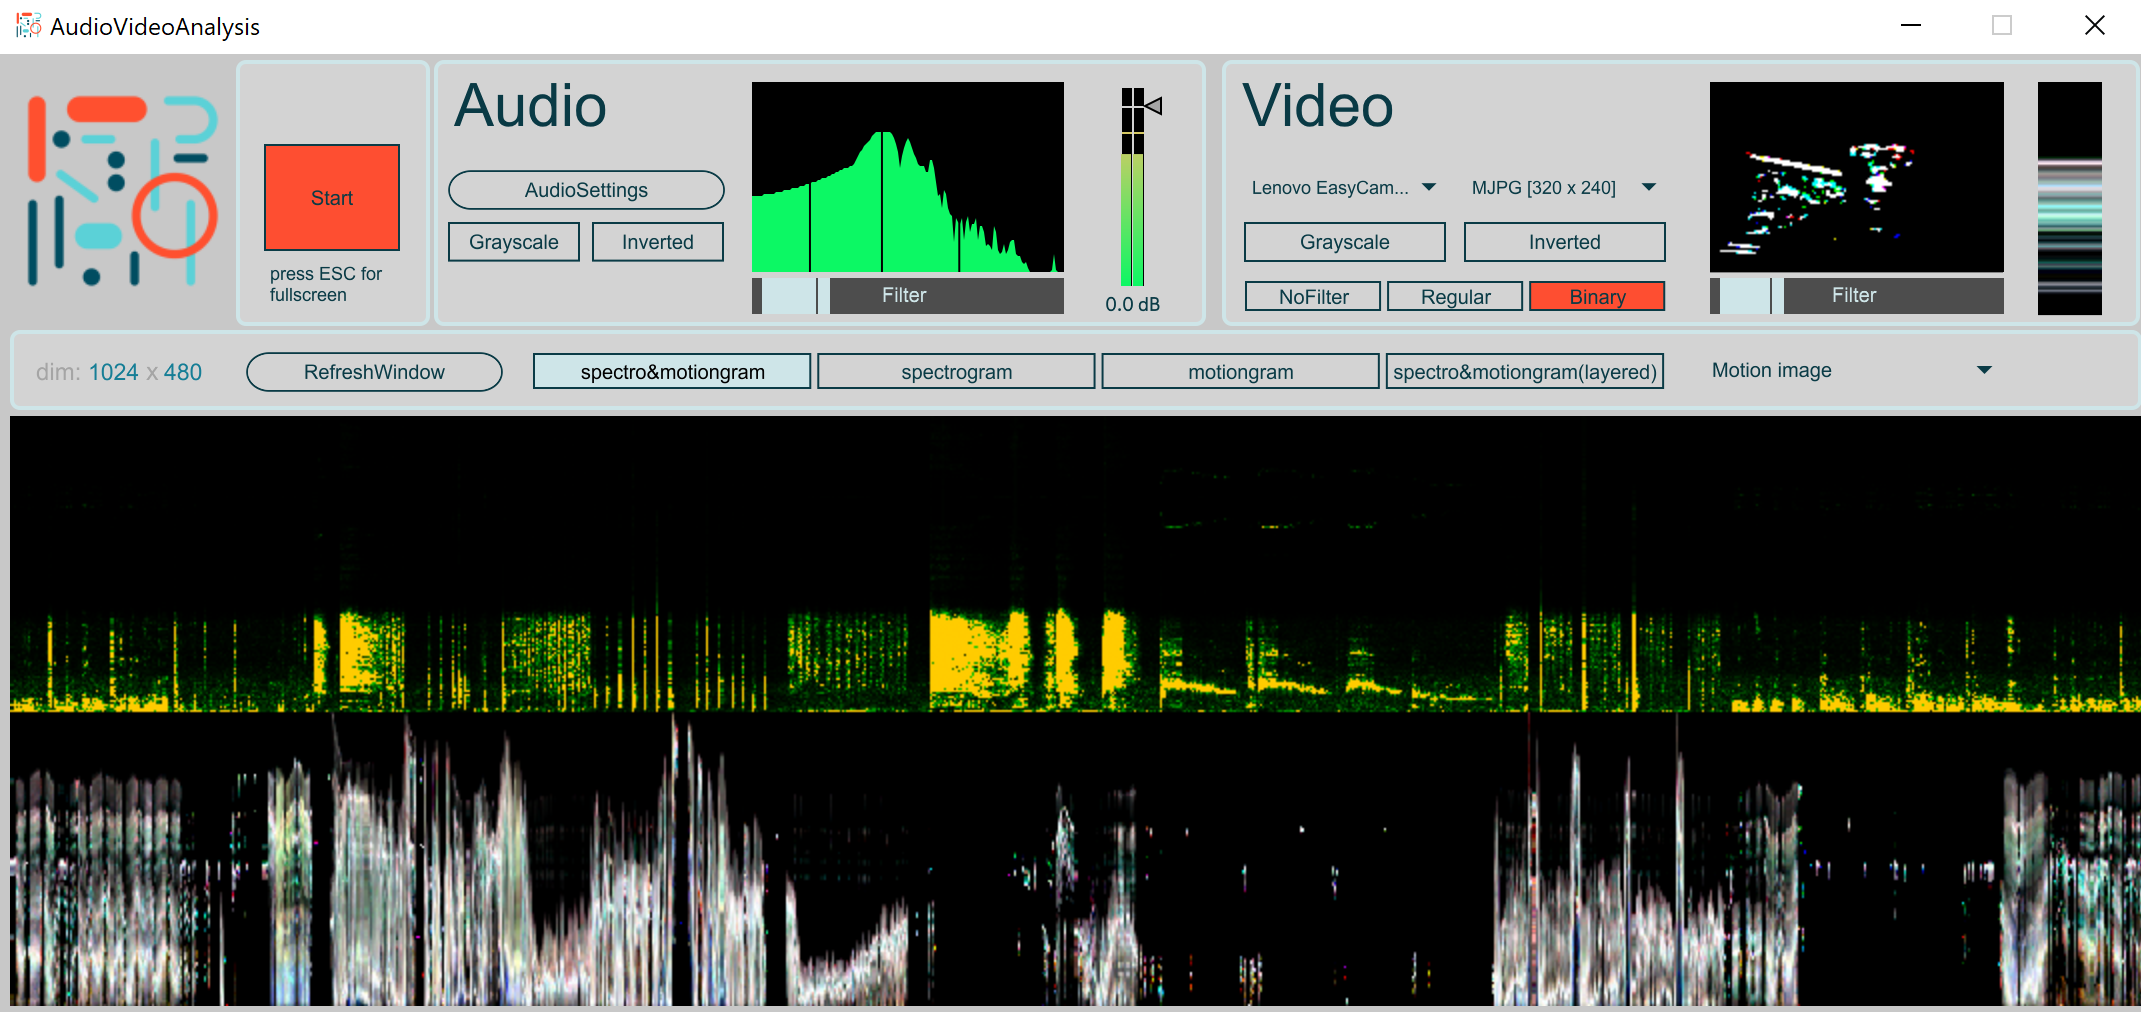 AudioVideoAnalysis
Start
press ESC for
fullscreen
Audio
AudioSettings
Grayscale Inverted
Filter
0.0 dB
Video
Lenovo EasyCam... MJPG [320 x 240]
Grayscale Inverted
NoFilter Regular Binary
Filter
dim: 1024 x 480 RefreshWindow spectro&motiongram spectrogram motiongram spectro&motiongram(layered) Motion image